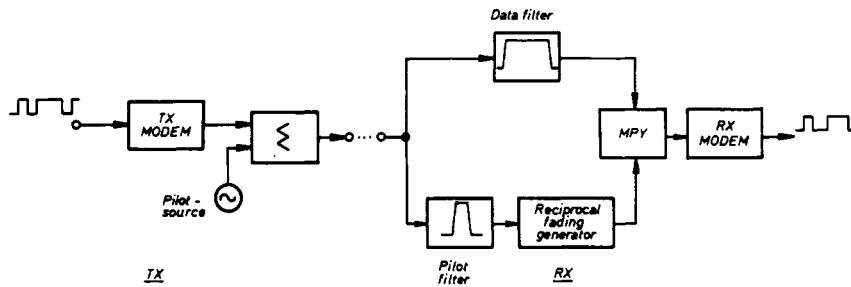 Data filter
TX
MODEM
Σ
MPY
RX
MODEM
Pilot -
source
Reciprocal
fading
generator
Pilot
filter
TX
RX